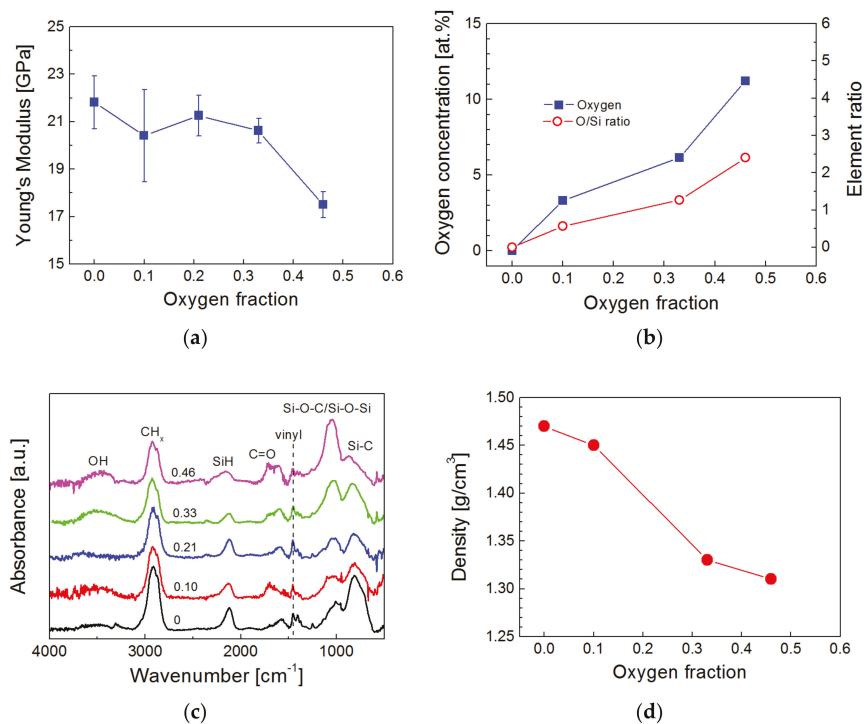 25
23
21
19
17
15
Young's Modulus [GPa]
0.0 0.1 0.2 0.3 0.4 0.5 0.6
Oxygen fraction
(a)
15
10
5
0
Oxygen concentration [at.%]
Oxygen
O/Si ratio
6
5
4
3
2
1
0
Element ratio
0.0 0.1 0.2 0.3 0.4 0.5 0.6
Oxygen fraction
(b)
Absorbance [a.u.]
Si-O-C/Si-O-Si
CHx
vinyl
Si-C
OH
SiH
C=O
0.46
0.33
0.21
0.10
0
4000 3000 2000 1000
Wavenumber [cm-1]
(c)
1.50
1.45
1.40
1.35
1.30
1.25
Density [g/cm3]
0.0 0.1 0.2 0.3 0.4 0.5 0.6
Oxygen fraction
(d)